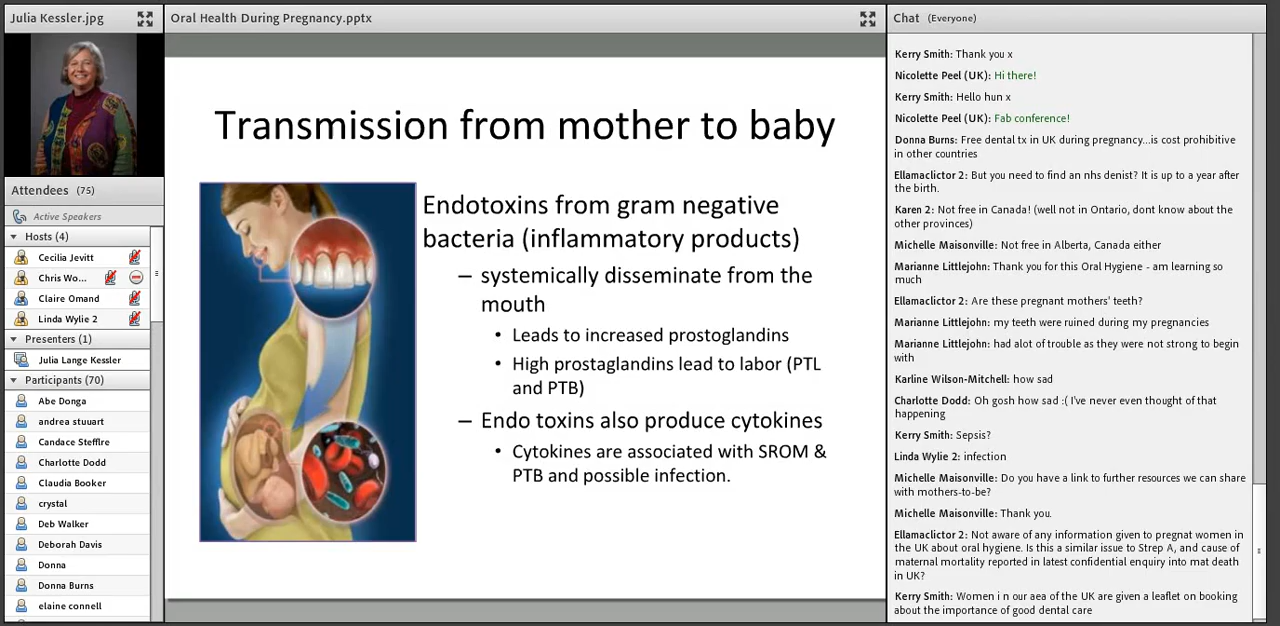 Julia Kessler.jpg
Attendees (75)
Active Speakers
Hosts (4)
Cecilia Jevitt
Chris Wo...
Claire Omand
Linda Wylie 2
Presenters (1)
Julia Lange Kessler
Participants (70)
Abe Donga
andrea stuuart
Candace Stefflre
Charlotte Dodd
Claudia Booker
crystal
Deb Walker
Deborah Davis
Donna
Donna Burns
elaine connell
Oral Health During Pregnancy.pptx
Transmission from mother to baby
Endotoxins from gram negative
bacteria (inflammatory products)
– systemically disseminate from the
mouth
• Leads to increased prostoglandins
• High prostaglandins lead to labor (PTL
and PTB)
– Endo toxins also produce cytokines
• Cytokines are associated with SROM &
PTB and possible infection.
Chat (Everyone)
Kerry Smith: Thank you x
Nicolette Peel (UK): Hi there!
Kerry Smith: Hello hun x
Nicolette Peel (UK): Fab conference!
Donna Burns: Free dental tx in UK during pregnancy...is cost prohibitive
in other countries
Ellamaclictor 2: But you need to find an nhs denist? It is up to a year after
the birth.
Karen 2: Not free in Canada! (well not in Ontario, dont know about the
other provinces)
Michelle Maisonville: Not free in Alberta, Canada either
Marianne Littlejohn: Thank you for this Oral Hygiene - am learning so
much
Ellamaclictor 2: Are these pregnant mothers' teeth?
Marianne Littlejohn: my teeth were ruined during my pregnancies
Marianne Littlejohn: had alot of trouble as they were not strong to begin
with
Karline Wilson-Mitchell: how sad
Charlotte Dodd: Oh gosh how sad :( I've never even thought of that
happening
Kerry Smith: Sepsis?
Linda Wylie 2: infection
Michelle Maisonville: Do you have a link to further resources we can share
with mothers-to-be?
Michelle Maisonville: Thank you.
Ellamaclictor 2: Not aware of any information given to pregnat women in
the UK about oral hygiene. Is this a similar issue to Strep A, and cause of
maternal mortality reported in latest confidential enquiry into mat death
in UK?
Kerry Smith: Women i n our aea of the UK are given a leaflet on booking
about the importance of good dental care